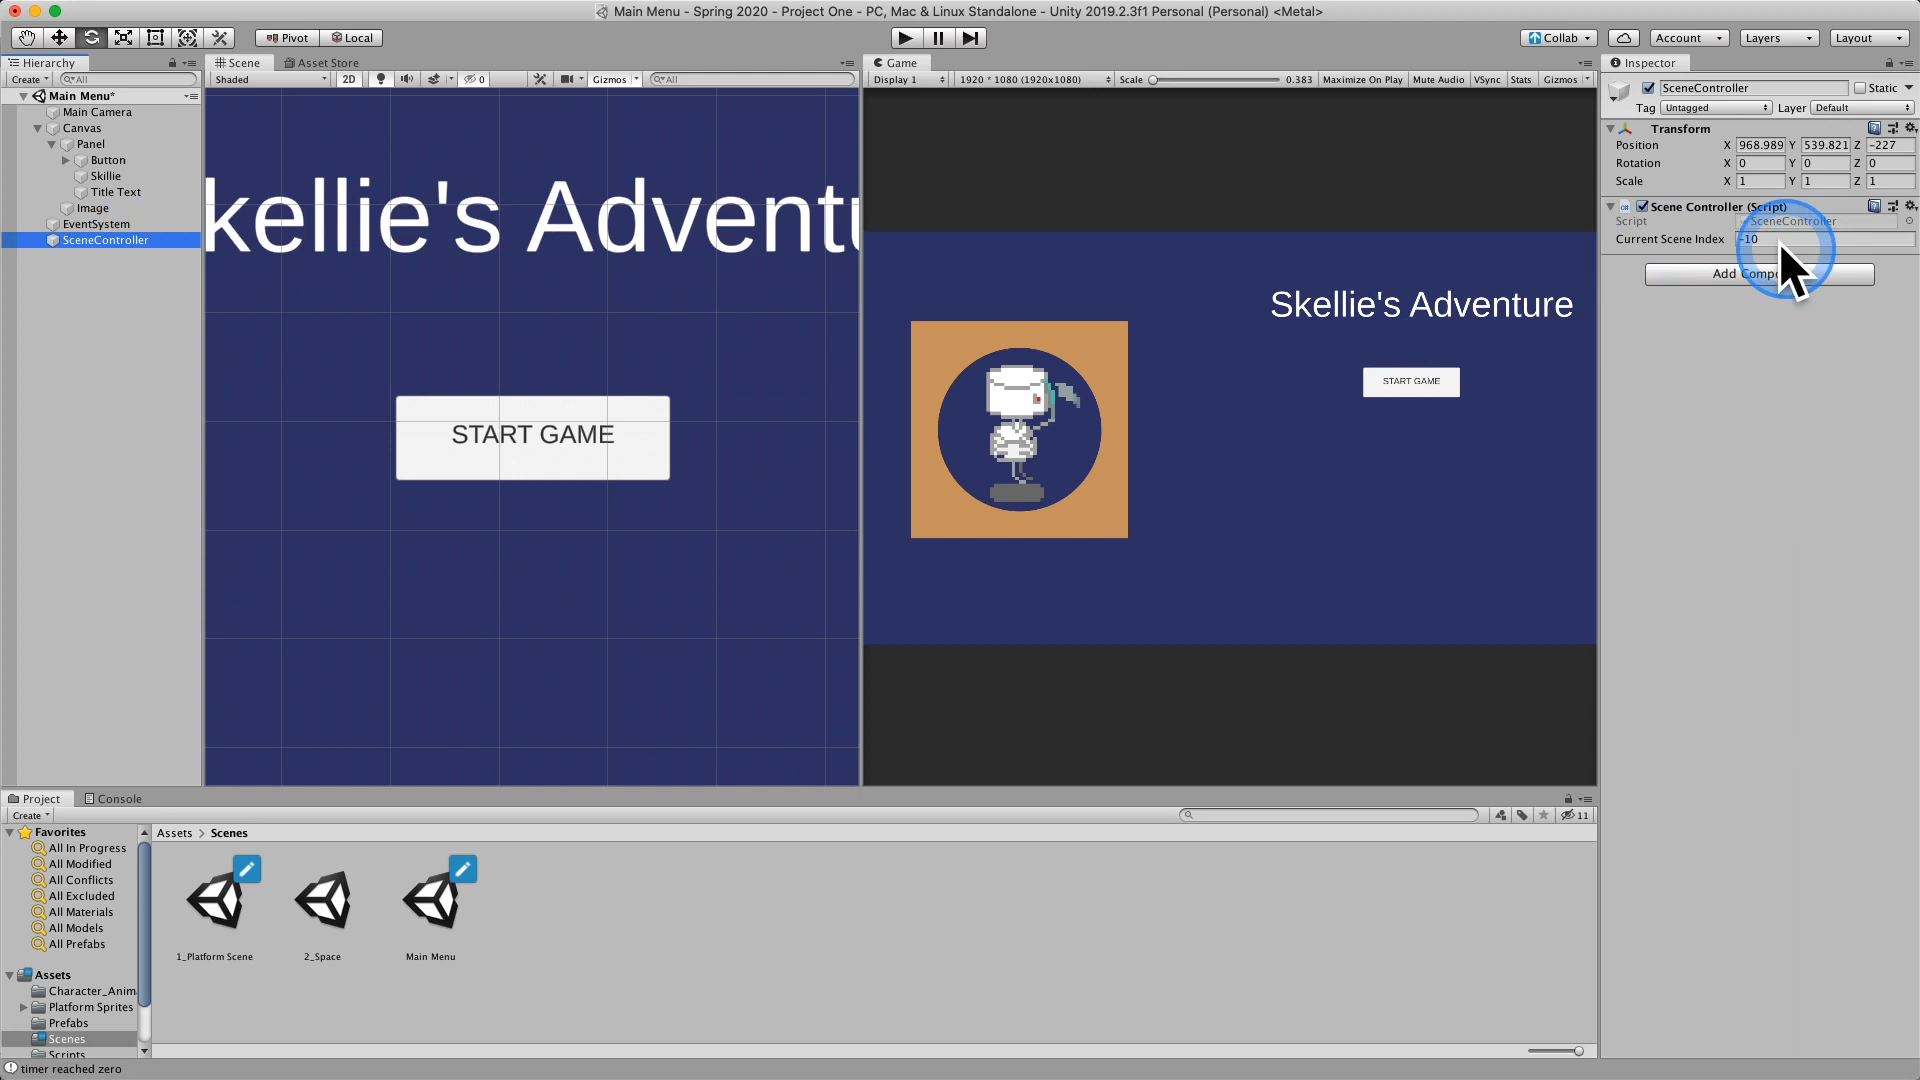 Main Menu - Spring 2020 - Project One - PC, Mac & Linux Standalone - Unity 2019.2.3f1 Personal (Personal) <Metal>
Pivot Local Collab Account Layers Layout
Hierarchy Scene Asset Store Game Inspector
Create All Shaded 2D 0 Gizmos All Display 1 1920 * 1080 (1920x1080) Scale 0.383 Maximize On Play Mute Audio VSync Stats Gizmos
SceneController Static
Tag Untagged Layer Default
Main Menu*
Main Camera
Canvas
Panel
Button
Skillie
Title Text
Image
EventSystem
SceneController
kellie's Adventu
START GAME
Skellie's Adventure
START GAME
Transform
Position X 968.989 Y 539.821 Z -227
Rotation X 0 Y 0 Z 0
Scale X 1 Y 1 Z 1
Scene Controller (Script)
Script SceneController
Current Scene Index -10
Add Compo
Project Console
Create 11
Favorites
All In Progress
All Modified
All Conflicts
All Excluded
All Materials
All Models
All Prefabs
Assets
Character_Anim
Platform Sprites
Prefabs
Scenes
Scripts
Assets > Scenes
1_Platform Scene 2_Space Main Menu
timer reached zero